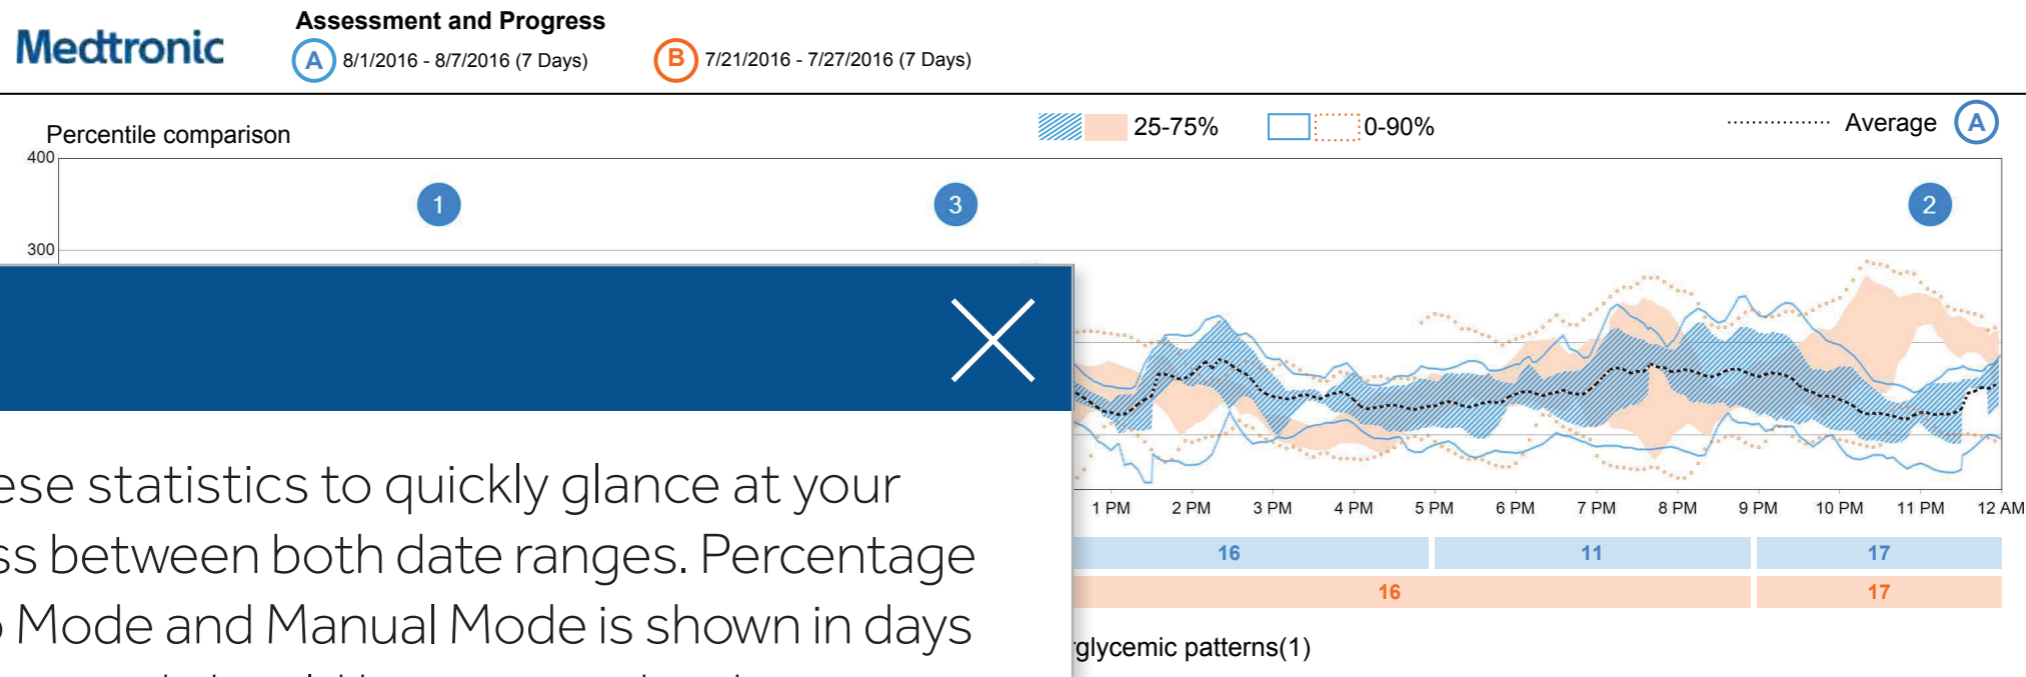 Medtronic
Assessment and Progress
A 8/1/2016 - 8/7/2016 (7 Days) B 7/21/2016 - 7/27/2016 (7 Days)
Percentile comparison 25-75% 0-90% Average A
400
1 3 2
300
ese statistics to quickly glance at your
ss between both date ranges. Percentage
o Mode and Manual Mode is shown in days
1 PM 2 PM 3 PM 4 PM 5 PM 6 PM 7 PM 8 PM 9 PM 10 PM 11 PM 12 AM
16 11 17
16 17
glycemic patterns(1)